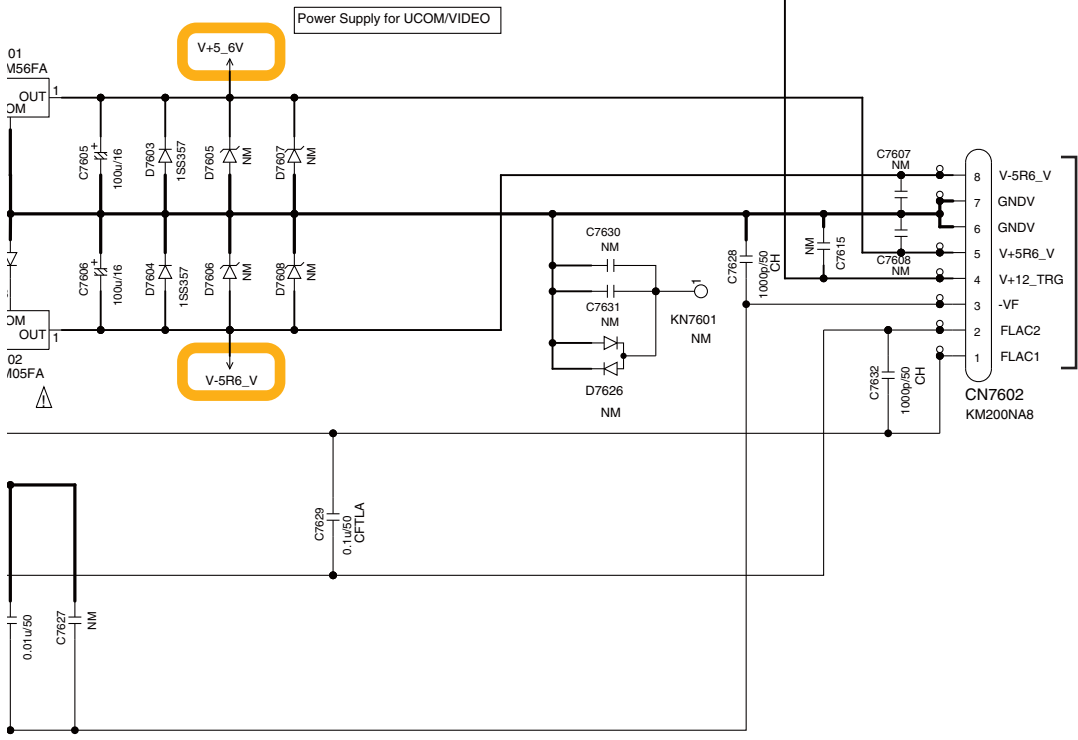 Power Supply for UCOM/VIDEO
V+5_6V
01
M56FA
OUT 1
OM
C7605
+
100u/16
D7603
1SS357
D7605
NM
D7607
NM
C7606
+
100u/16
D7604
1SS357
D7606
NM
D7608
NM
OM
OUT 1
02
M05FA
V-5R6_V
C7630
NM
C7631
NM
D7626
NM
1
KN7601
NM
C7628
1000p/50
CH
NM
C7615
C7607
NM
C7608
NM
8 V-5R6_V
7 GNDV
6 GNDV
5 V+5R6_V
4 V+12_TRG
3 -VF
2 FLAC2
1 FLAC1
C7632
1000p/50
CH
CN7602
KM200NA8
C7629
0.1u/50
CFTLA
0.01u/50
C7627
NM